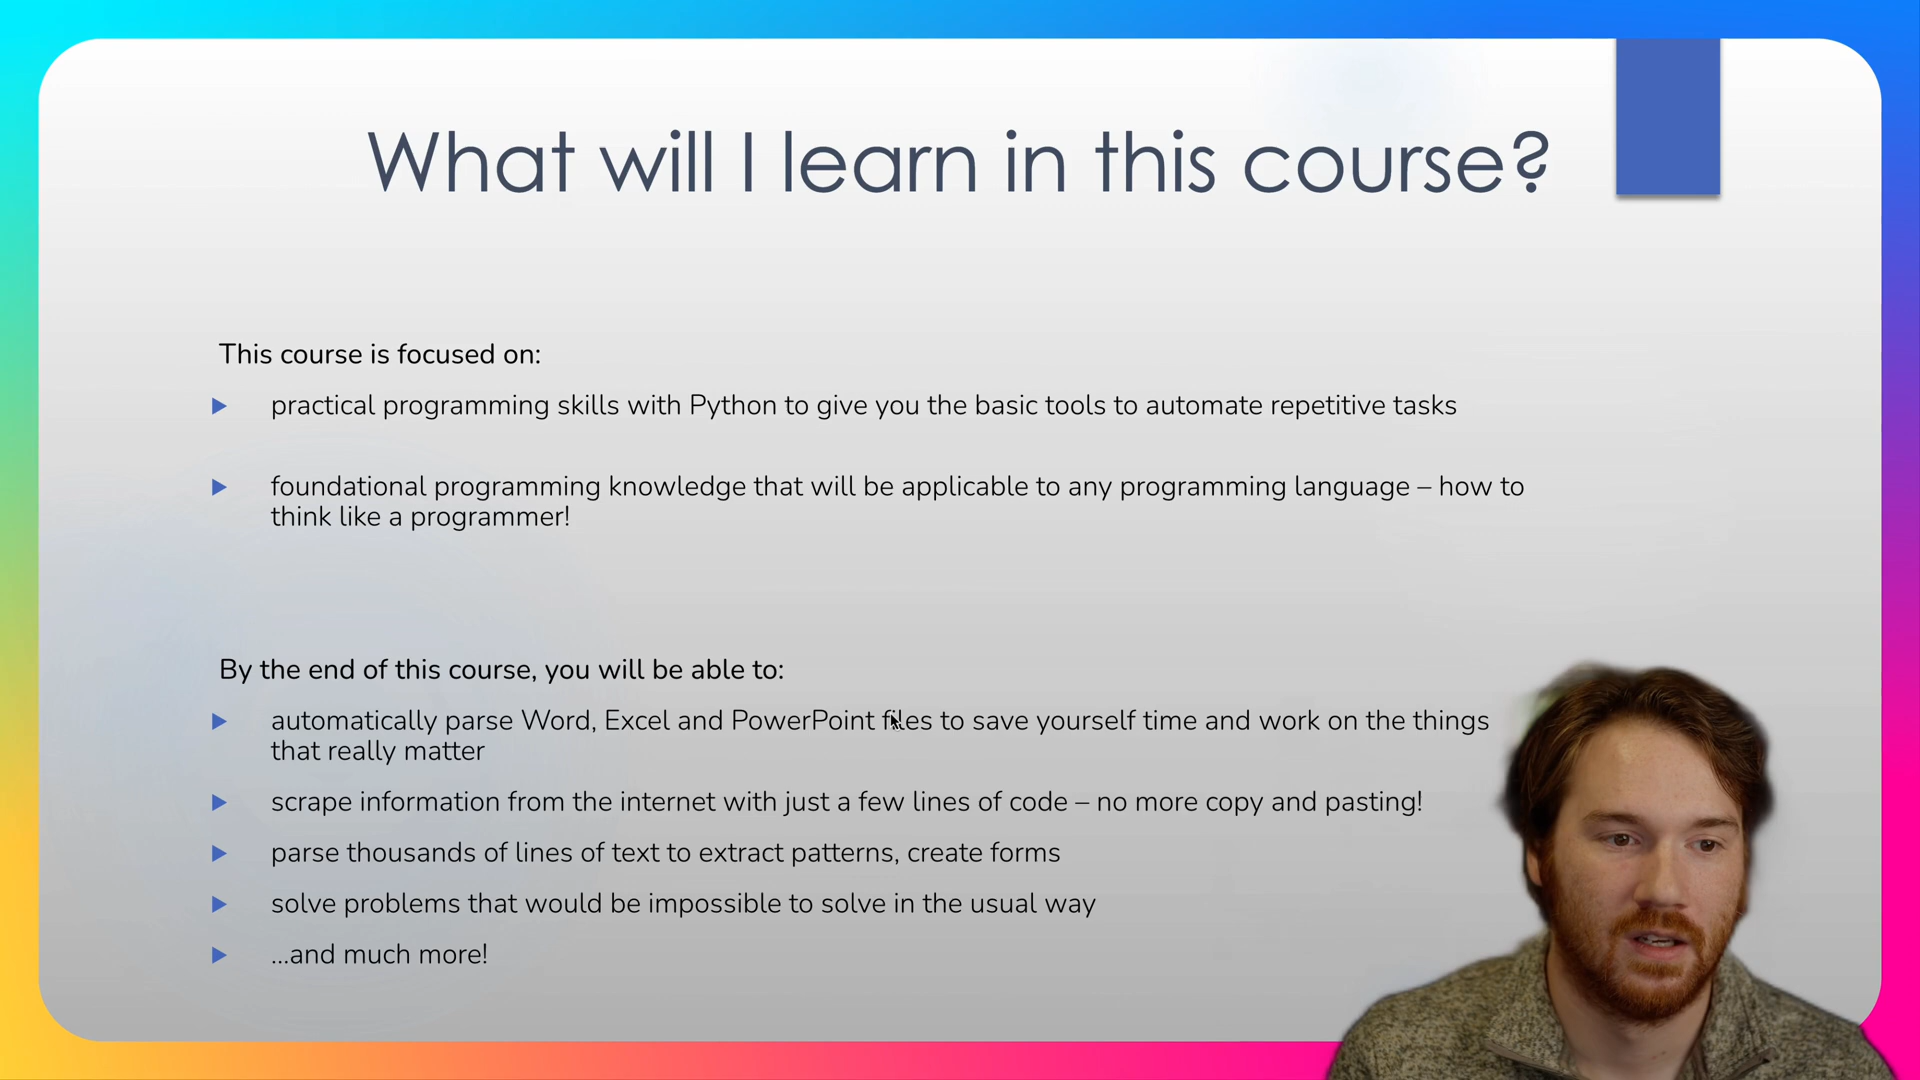 What will I learn in this course?
This course is focused on:
practical programming skills with Python to give you the basic tools to automate repetitive tasks
foundational programming knowledge that will be applicable to any programming language – how to
think like a programmer!
By the end of this course, you will be able to:
automatically parse Word, Excel and PowerPoint files to save yourself time and work on the things
that really matter
scrape information from the internet with just a few lines of code – no more copy and pasting!
parse thousands of lines of text to extract patterns, create forms
solve problems that would be impossible to solve in the usual way
...and much more!